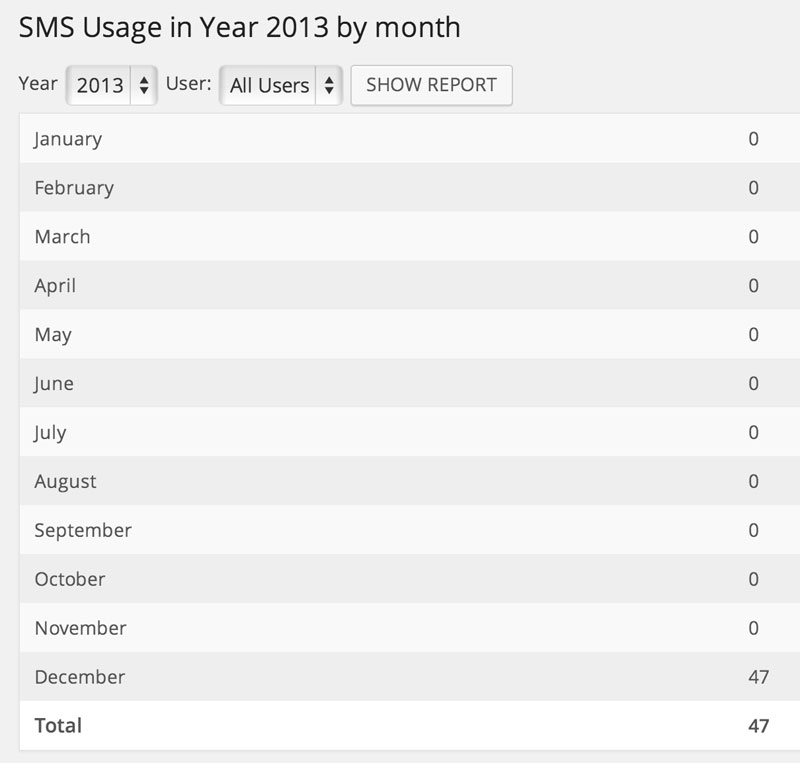 SMS Usage in Year 2013 by month
Year 2013 User: All Users SHOW REPORT
January 0
February 0
March 0
April 0
May 0
June 0
July 0
August 0
September 0
October 0
November 0
December 47
Total 47